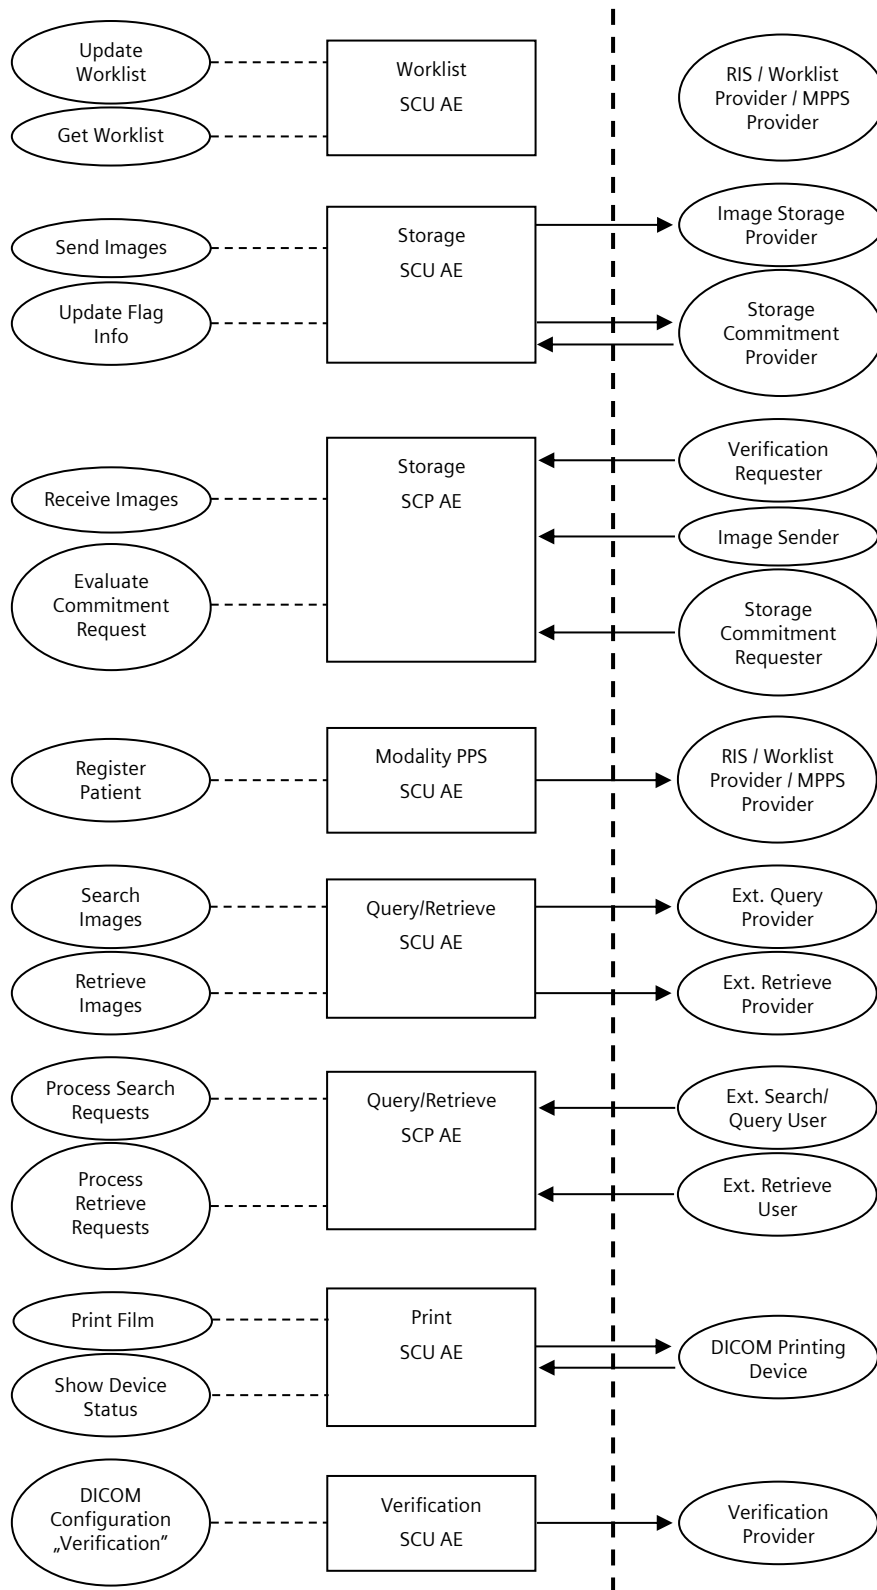 Update
Worklist
Get Worklist
Worklist
SCU AE
RIS / Worklist
Provider / MPPS
Provider
Send Images
Update Flag
Info
Storage
SCU AE
Image Storage
Provider
Storage
Commitment
Provider
Receive Images
Evaluate
Commitment
Request
Storage
SCP AE
Verification
Requester
Image Sender
Storage
Commitment
Requester
Register
Patient
Modality PPS
SCU AE
RIS / Worklist
Provider / MPPS
Provider
Search
Images
Retrieve
Images
Query/Retrieve
SCU AE
Ext. Query
Provider
Ext. Retrieve
Provider
Process Search
Requests
Process
Retrieve
Requests
Query/Retrieve
SCP AE
Ext. Search/
Query User
Ext. Retrieve
User
Print Film
Show Device
Status
Print
SCU AE
DICOM Printing
Device
DICOM
Configuration
„Verification”
Verification
SCU AE
Verification
Provider